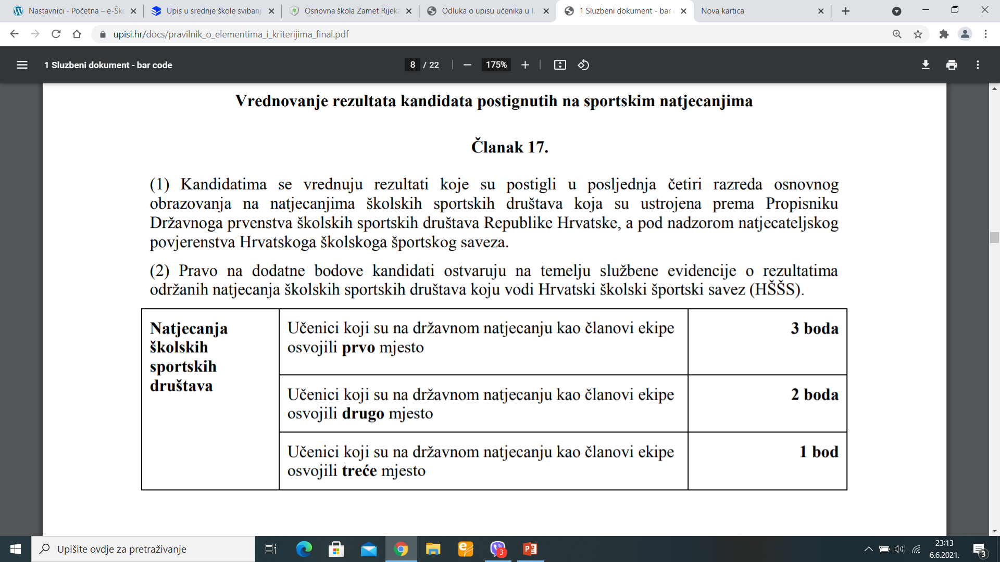 Nastavnici - Početna – e-Ško
Upis u srednje škole svibanj
Osnovna škola Zamet Rijeka
Odluka o upisu učenika u I.
1 Sluzbeni dokument - bar c
Nova kartica
upisi.hr/docs/pravilnik_o_elementima_i_kriterijima_final.pdf
1 Sluzbeni dokument - bar code
8 / 22
175%
Vrednovanje rezultata kandidata postignutih na sportskim natjecanjima
Članak 17.
(1) Kandidatima se vrednuju rezultati koje su postigli u posljednja četiri razreda osnovnog
obrazovanja na natjecanjima školskih sportskih društava koja su ustrojena prema Propisniku
Državnoga prvenstva školskih sportskih društava Republike Hrvatske, a pod nadzorom natjecateljskog
povjerenstva Hrvatskoga školskoga športskog saveza.
(2) Pravo na dodatne bodove kandidati ostvaruju na temelju službene evidencije o rezultatima
održanih natjecanja školskih sportskih društava koju vodi Hrvatski školski športski savez (HŠŠS).
Natjecanja
školskih
sportskih
društava
Učenici koji su na državnom natjecanju kao članovi ekipe
osvojili prvo mjesto
3 boda
Učenici koji su na državnom natjecanju kao članovi ekipe
osvojili drugo mjesto
2 boda
Učenici koji su na državnom natjecanju kao članovi ekipe
osvojili treće mjesto
1 bod
Upišite ovdje za pretraživanje
3
23:13
6.6.2021.
3